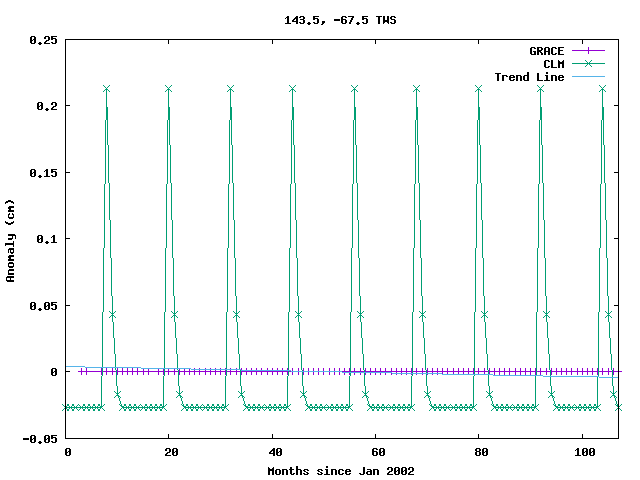 143.5, -67.5 TWS
GRACE
CLM
Trend Line
0.25
0.2
0.15
0.1
0.05
0
-0.05
Anomaly (cm)
0 20 40 60 80 100
Months since Jan 2002